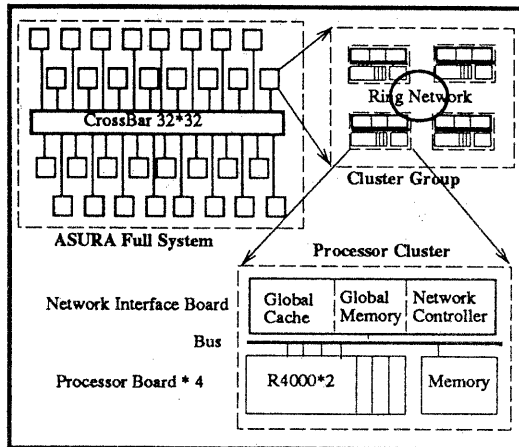 CrossBar 32*32
ASURA Full System
Ring Network
Cluster Group
Processor Cluster
Network Interface Board
Global Cache
Global Memory
Network Controller
Bus
Processor Board * 4
R4000*2
Memory